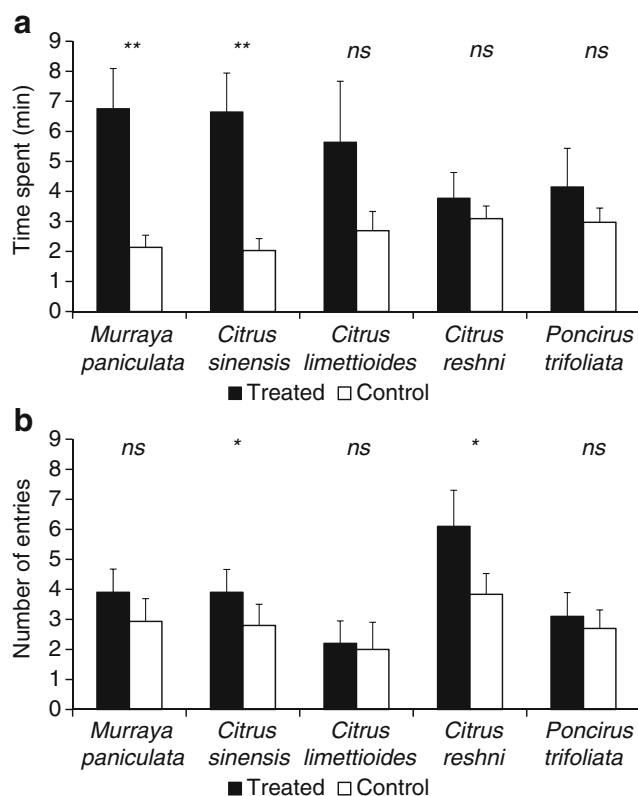 a
** ** ns ns ns
Time spent (min)
9
8
7
6
5
4
3
2
1
0
Murraya paniculata
Citrus sinensis
Citrus limettioides
Citrus reshni
Poncirus trifoliata
Treated Control
b
ns * ns * ns
Number of entries
9
8
7
6
5
4
3
2
1
0
Murraya paniculata
Citrus sinensis
Citrus limettioides
Citrus reshni
Poncirus trifoliata
Treated Control